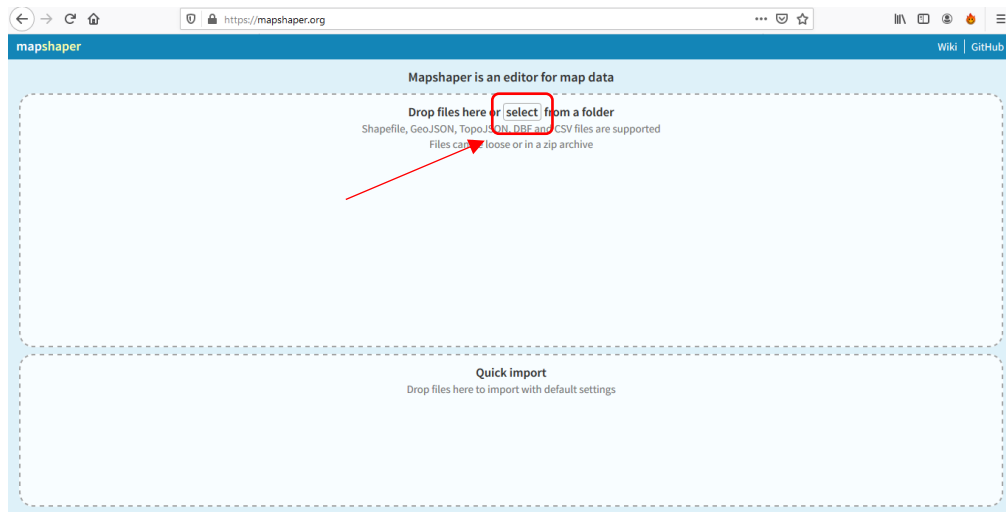 https://mapshaper.org
mapshaper
Wiki | GitHub
Mapshaper is an editor for map data
Drop files here or select from a folder
Shapefile, GeoJSON, TopoJSON, DBF and CSV files are supported
Files can be loose or in a zip archive
Quick import
Drop files here to import with default settings